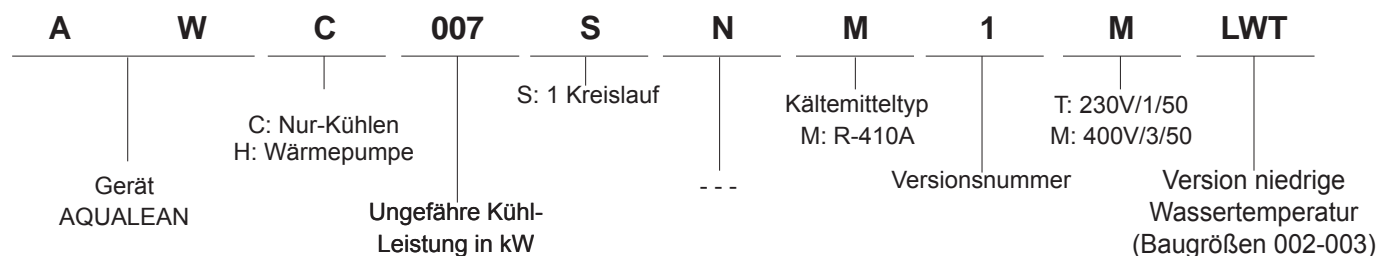 A W C 007 S N M 1 M LWT
Gerät
AQUALEAN
C: Nur-Kühlen
H: Wärmepumpe
Ungefähre Kühl-
Leistung in kW
S: 1 Kreislauf
- - -
Kältemitteltyp
M: R-410A
Versionsnummer
T: 230V/1/50
M: 400V/3/50
Version niedrige
Wassertemperatur
(Baugrößen 002-003)